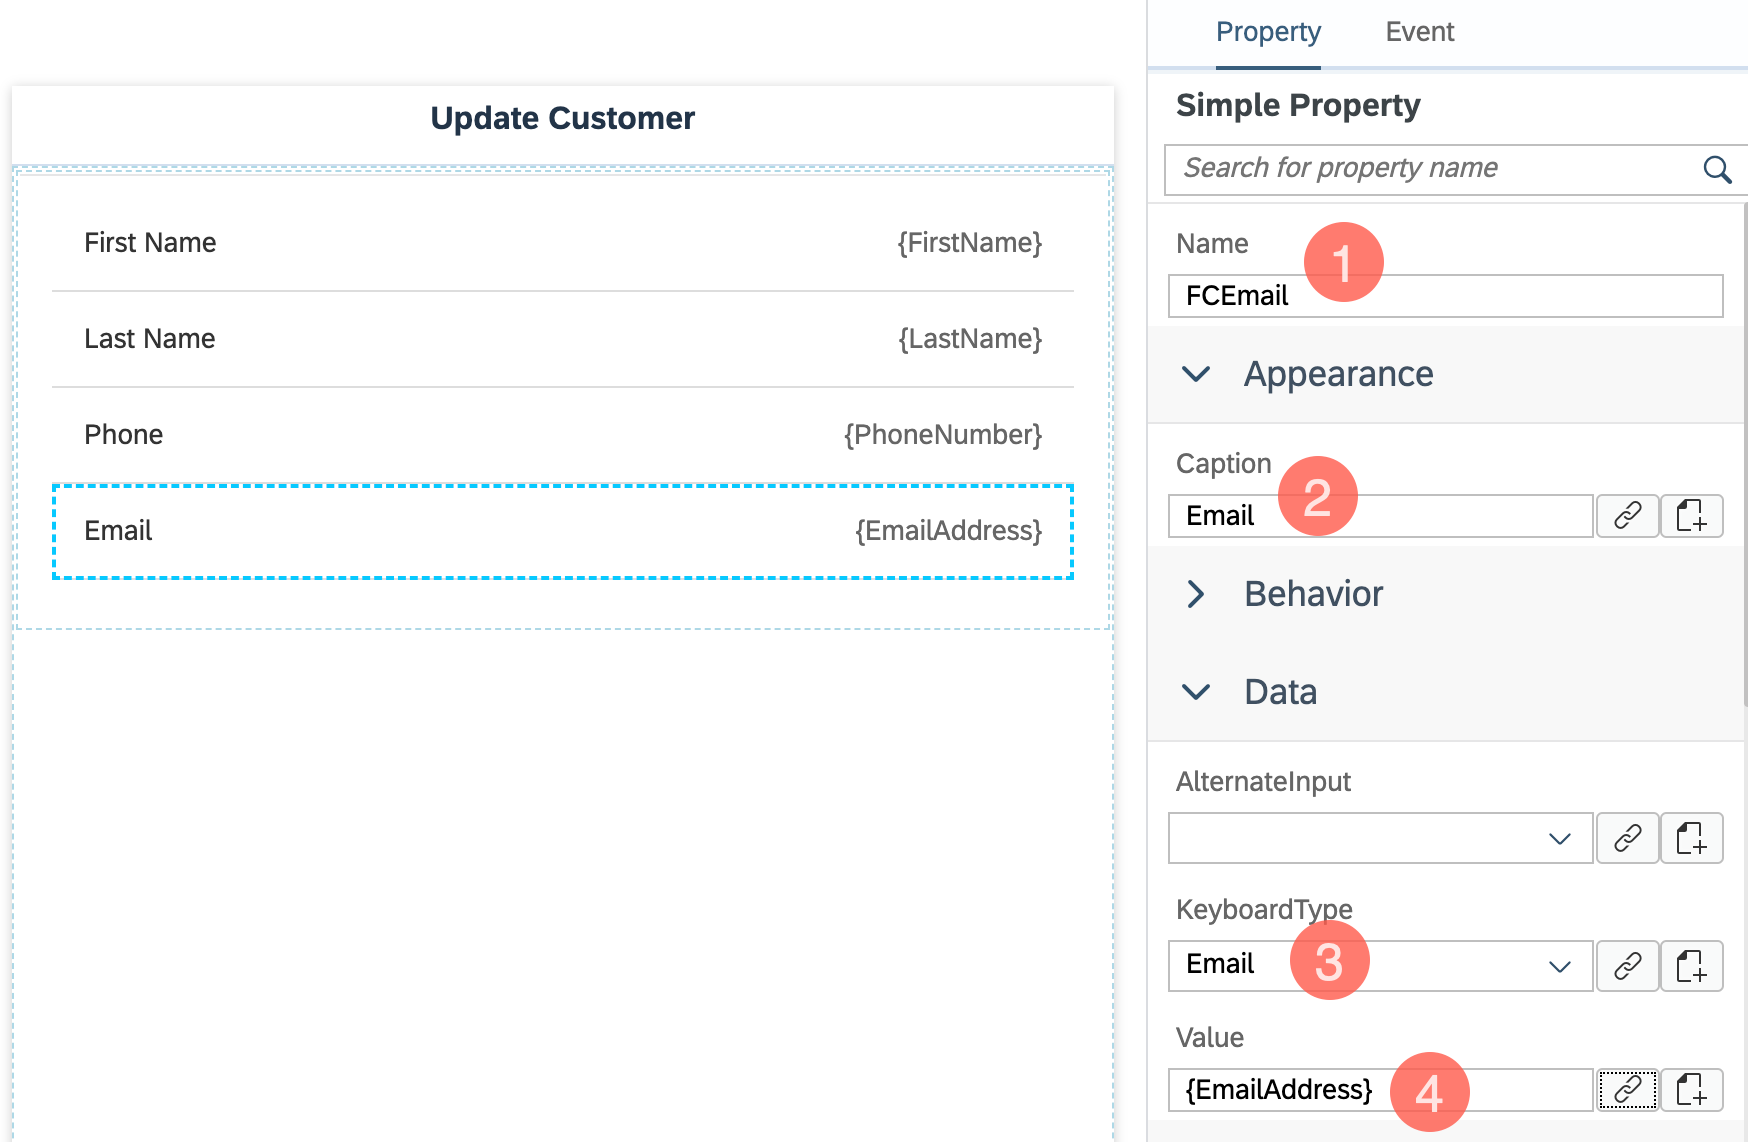 Update Customer
First Name {FirstName}
Last Name {LastName}
Phone {PhoneNumber}
Email {EmailAddress}
Property Event
Simple Property
Search for property name
Name
1
FCEmail
Appearance
Caption
2
Email
Behavior
Data
AlternateInput
KeyboardType
Email
3
Value
{EmailAddress}
4